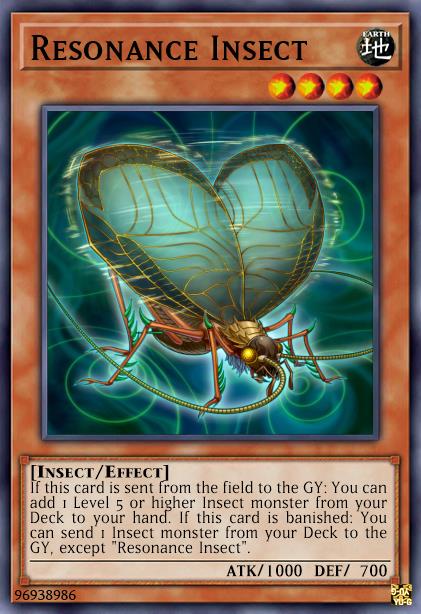 RESONANCE INSECT
EARTH
地
[INSECT/EFFECT]
If this card is sent from the field to the GY: You can
add 1 Level 5 or higher Insect monster from your
Deck to your hand. If this card is banished: You
can send 1 Insect monster from your Deck to the
GY, except "Resonance Insect".
ATK/1000 DEF/ 700
96938986